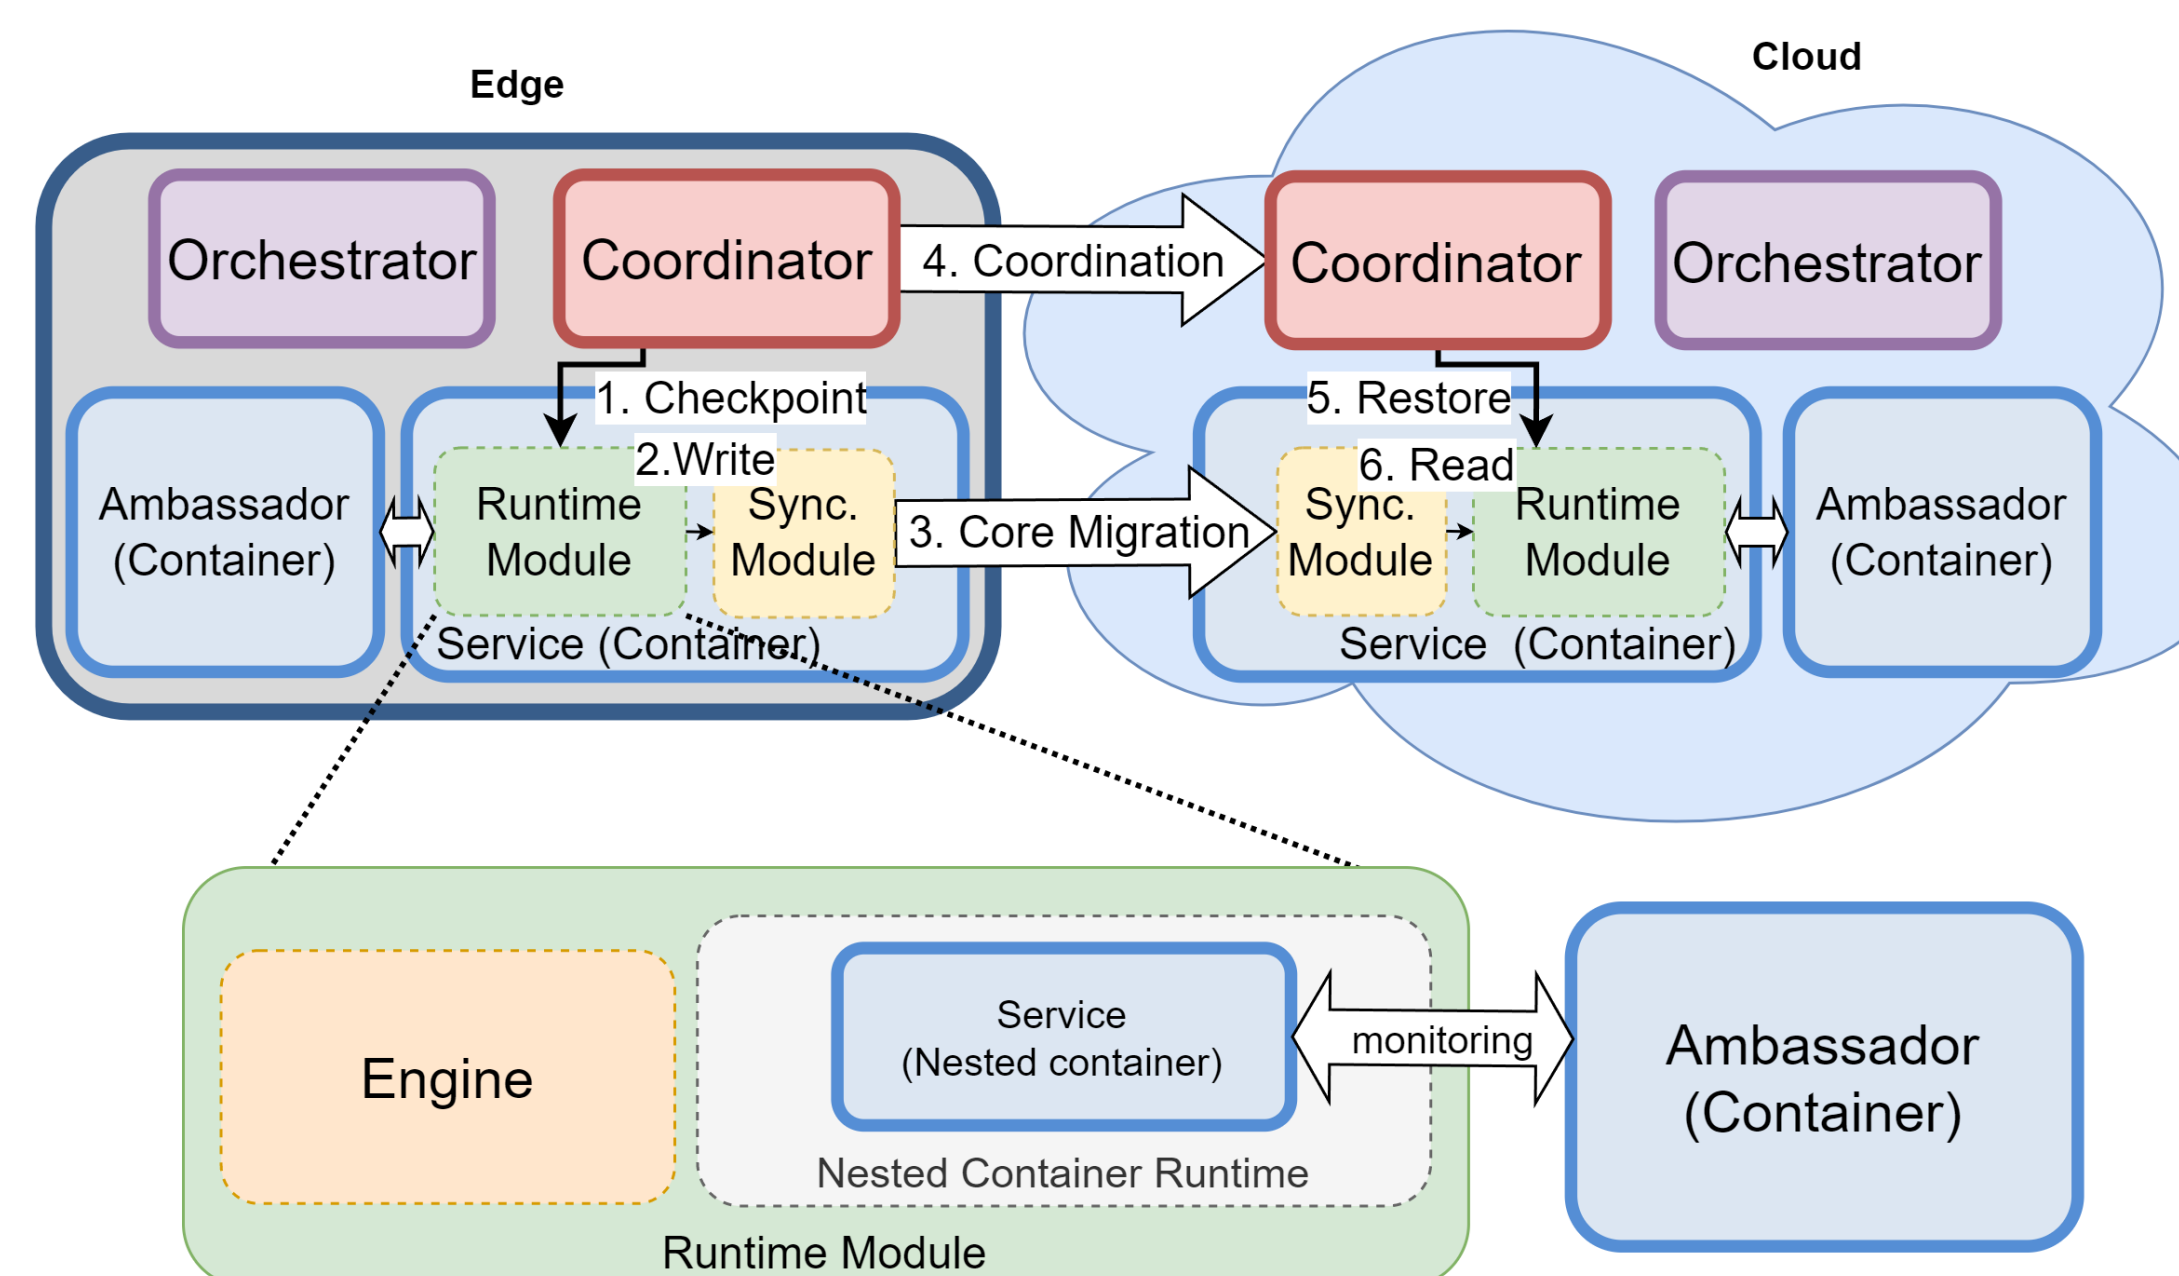 Edge
Cloud
Orchestrator
Coordinator
4. Coordination
Coordinator
Orchestrator
1. Checkpoint
5. Restore
2.Write
6. Read
Ambassador
(Container)
Runtime
Module
Sync.
Module
3. Core Migration
Sync.
Module
Runtime
Module
Ambassador
(Container)
Service (Container)
Service  (Container)
Engine
Service
(Nested container)
monitoring
Ambassador
(Container)
Nested Container Runtime
Runtime Module